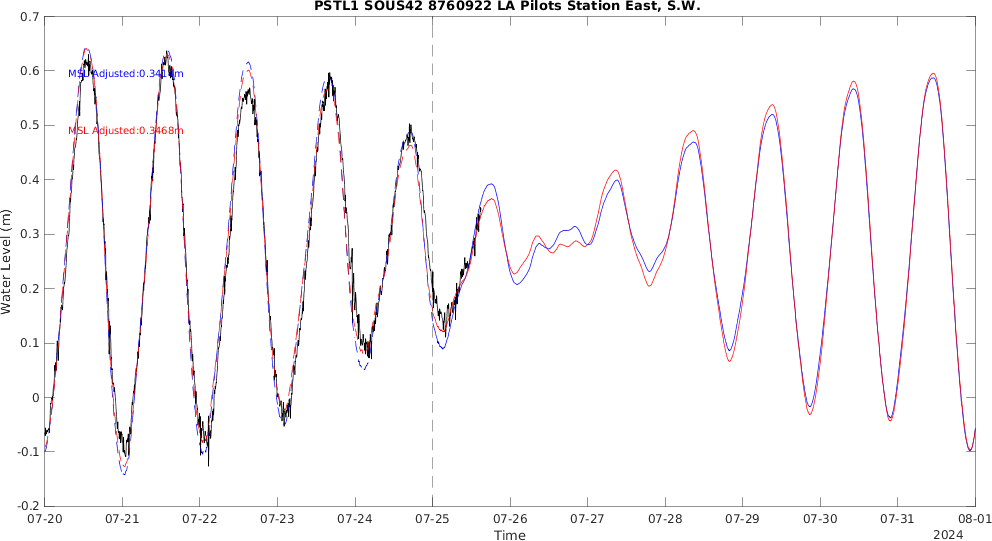 PSTL1 SOUS42 8760922 LA Pilots Station East, S.W.
Water Level (m)
0.7
0.6
0.5
0.4
0.3
0.2
0.1
0
-0.1
-0.2
MSL Adjusted:0.341 m
MSL Adjusted:0.3468m
07-20 07-21 07-22 07-23 07-24 07-25 07-26 07-27 07-28 07-29 07-30 07-31 08-01
Time
2024